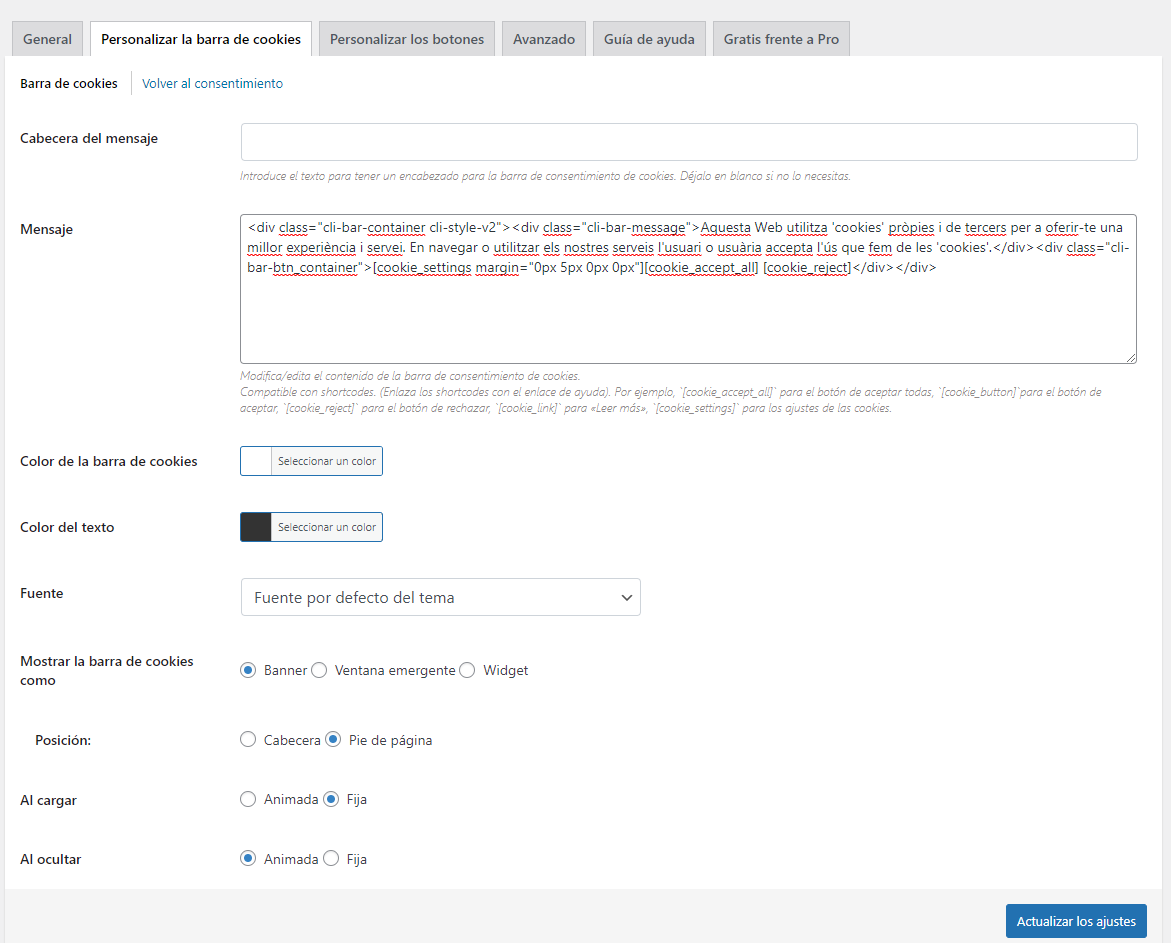 General
Personalizar la barra de cookies
Personalizar los botones
Avanzado
Guía de ayuda
Gratis frente a Pro
Barra de cookies
Volver al consentimiento
Cabecera del mensaje
Introduce el texto para tener un encabezado para la barra de consentimiento de cookies. Déjalo en blanco si no lo necesitas.
Mensaje
<div class="cli-bar-container cli-style-v2"><div class="cli-bar-message">Aquesta Web utilitza 'cookies' pròpies i de tercers per a oferir-te una
millor experiència i servei. En navegar o utilitzar els nostres serveis l'usuari o usuària accepta l'ús que fem de les 'cookies'.</div><div class="cli-
bar-btn_container">[cookie_settings margin="0px 5px 0px 0px"][cookie_accept_all] [cookie_reject]</div></div>
Modifica/edita el contenido de la barra de consentimiento de cookies.
Compatible con shortcodes. (Enlaza los shortcodes con el enlace de ayuda). Por ejemplo, `[cookie_accept_all]` para el botón de aceptar todas, `[cookie_button]`para el botón de
aceptar, `[cookie_reject]` para el botón de rechazar, `[cookie_link]` para «Leer más», `[cookie_settings]` para los ajustes de las cookies.
Color de la barra de cookies
Seleccionar un color
Color del texto
Seleccionar un color
Fuente
Fuente por defecto del tema
Mostrar la barra de cookies
como
Banner
Ventana emergente
Widget
Posición:
Cabecera
Pie de página
Al cargar
Animada
Fija
Al ocultar
Animada
Fija
Actualizar los ajustes